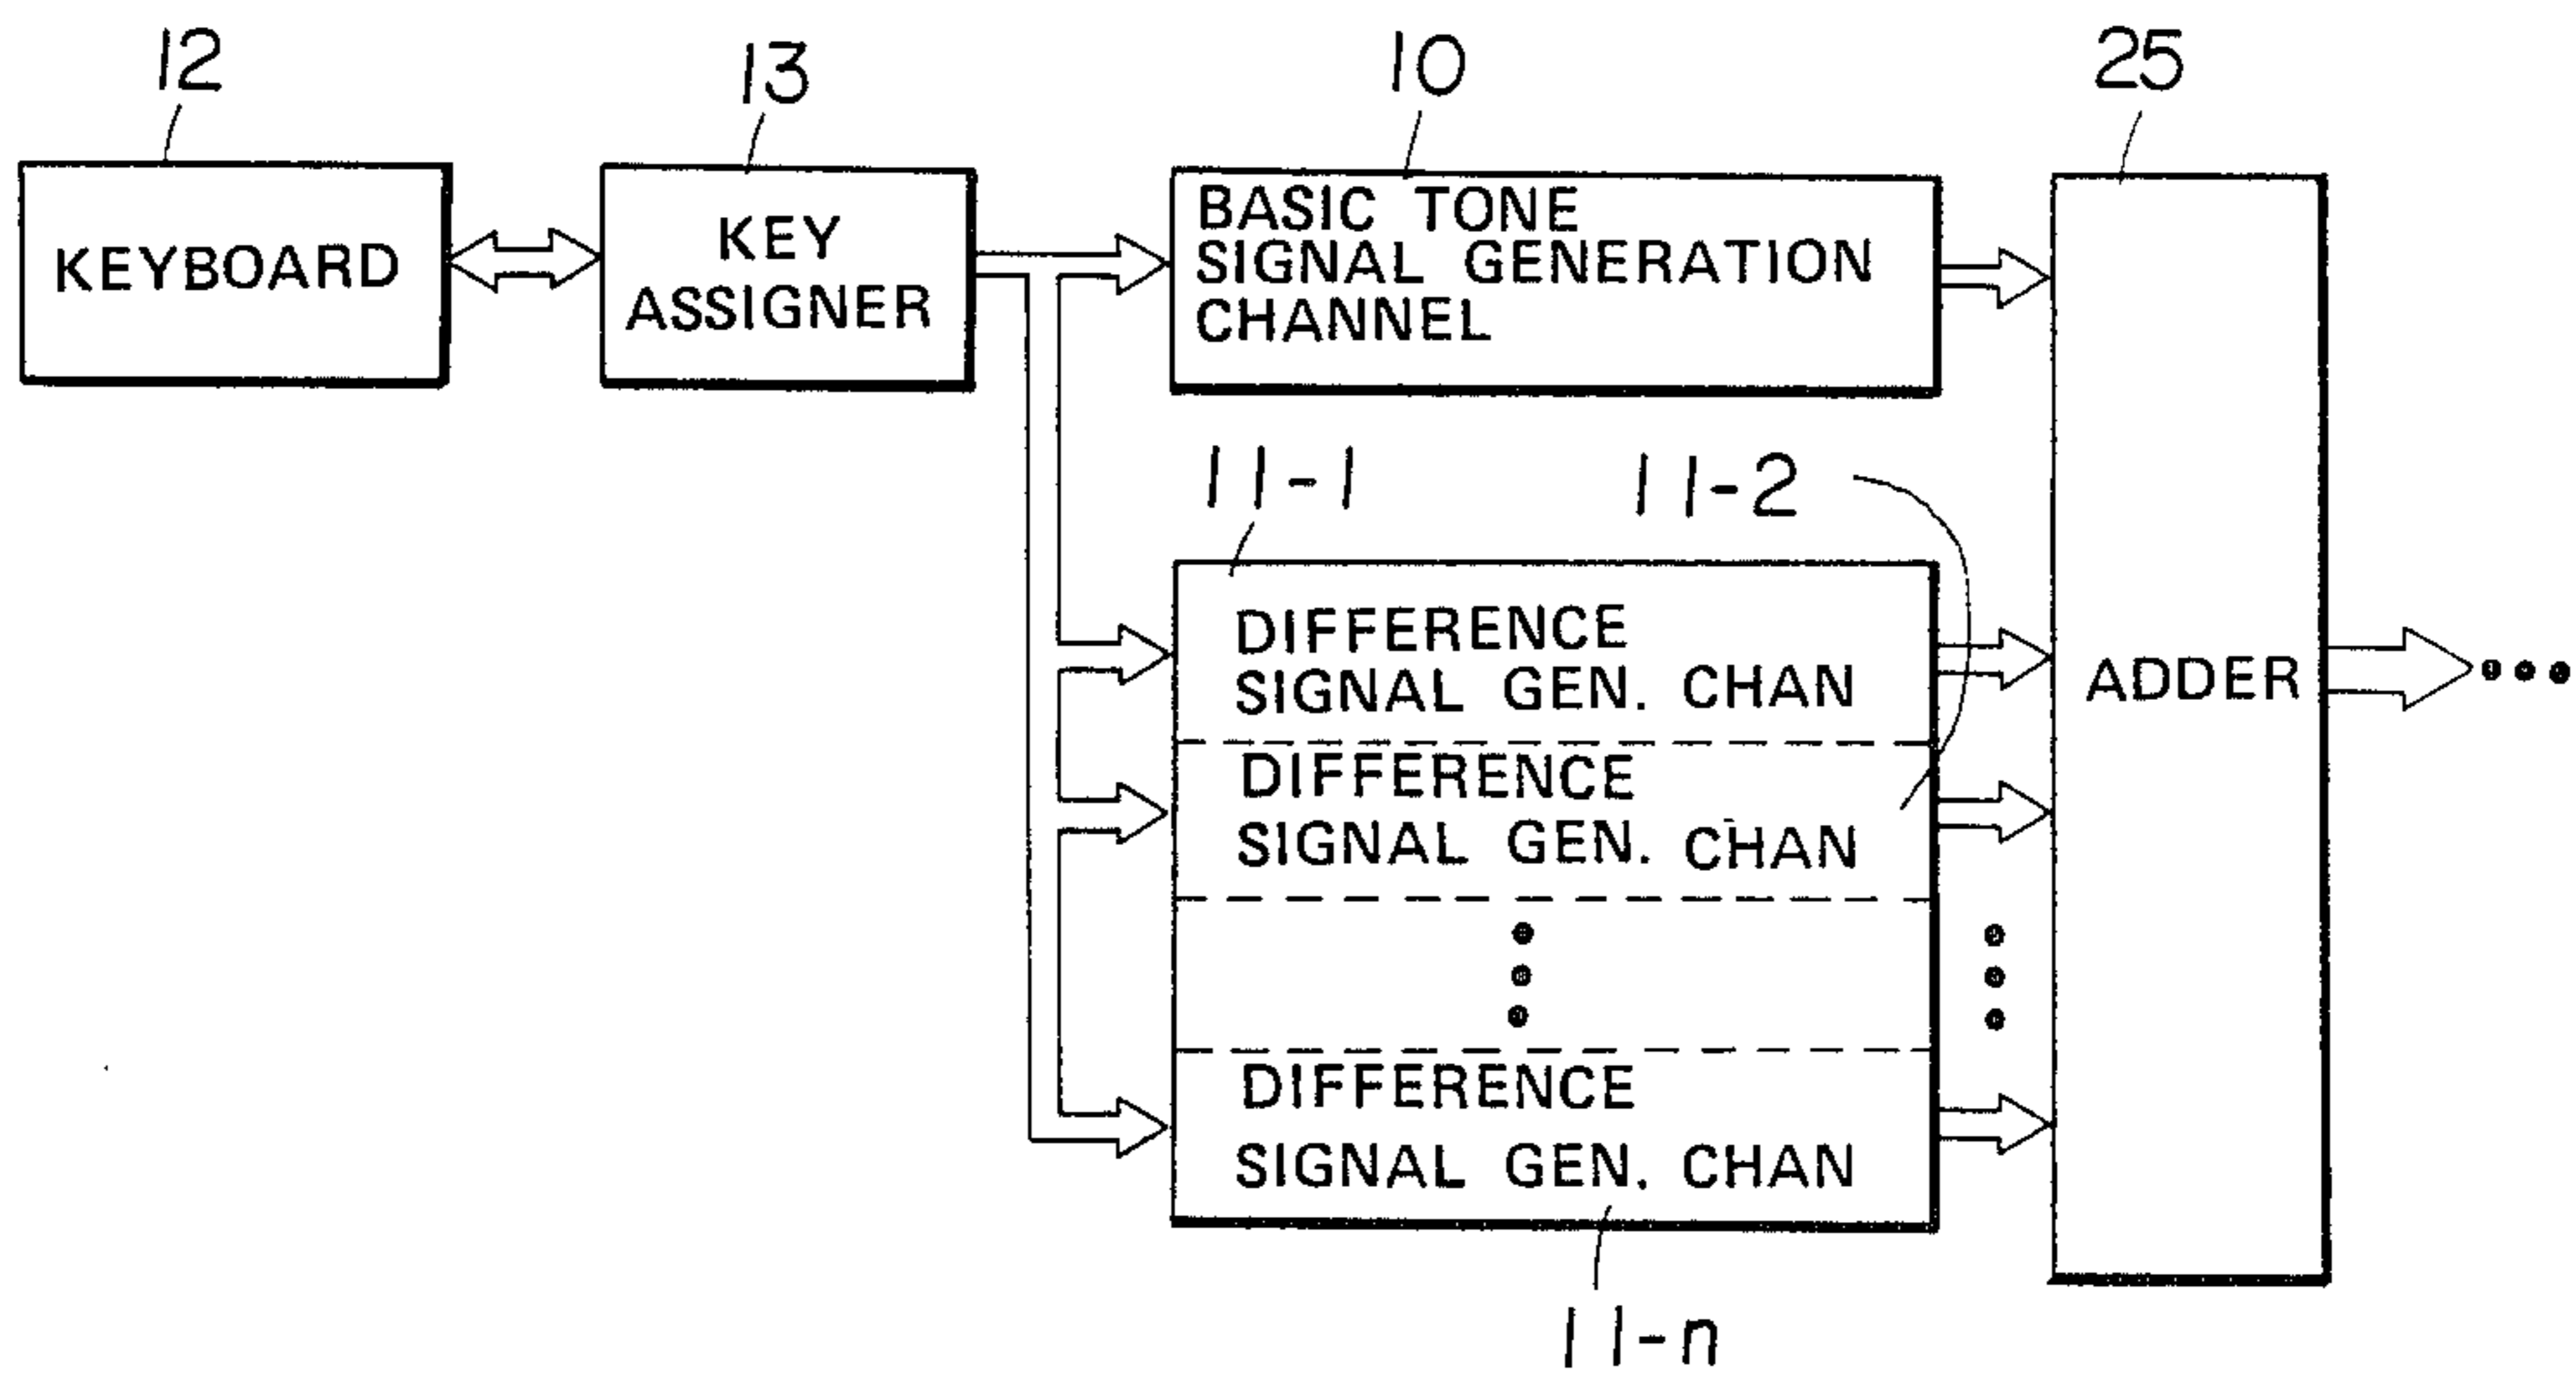 12
13
10
25
KEYBOARD
KEY
ASSIGNER
BASIC TONE
SIGNAL GENERATION
CHANNEL
11-1
11-2
DIFFERENCE
SIGNAL GEN. CHAN
DIFFERENCE
SIGNAL GEN. CHAN
DIFFERENCE
SIGNAL GEN. CHAN
ADDER
11-n